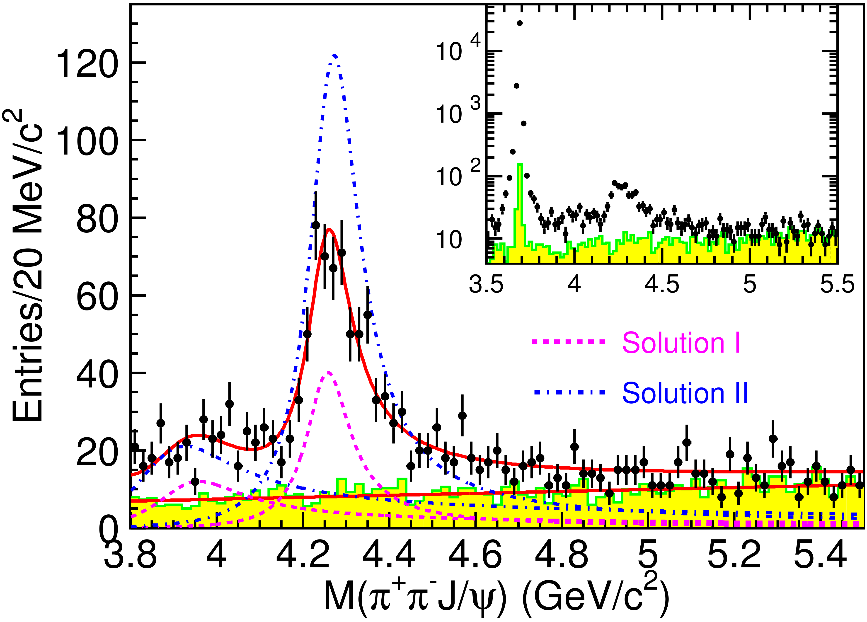 Entries/20 MeV/c²
120
100
80
60
40
20
0
3.8 4 4.2 4.4 4.6 4.8 5 5.2 5.4
M(π⁺π⁻J/ψ) (GeV/c²)
10⁴
10³
10²
10
3.5 4 4.5 5 5.5
Solution I
Solution II